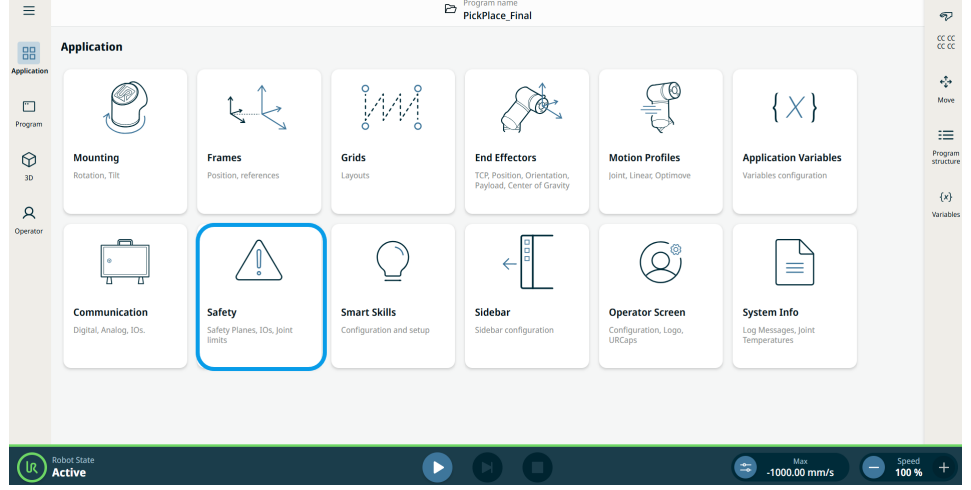 Program name
PickPlace_Final
Application
Application
Program
3D
Operator
Mounting
Rotation, Tilt
Frames
Position, references
Grids
Layouts
End Effectors
TCP, Position, Orientation,
Payload, Center of Gravity
Motion Profiles
Joint, Linear, Optimove
Application Variables
Variables configuration
Communication
Digital, Analog, IOs.
Safety
Safety Planes, IOs, Joint
limits
Smart Skills
Configuration and setup
Sidebar
Sidebar configuration
Operator Screen
Configuration, Logo,
URCaps
System Info
Log Messages, Joint
Temperatures
CC CC
CC CC
Move
Program
structure
{x}
Variables
UR
Robot State
Active
Max
-1000.00 mm/s
Speed
100 %